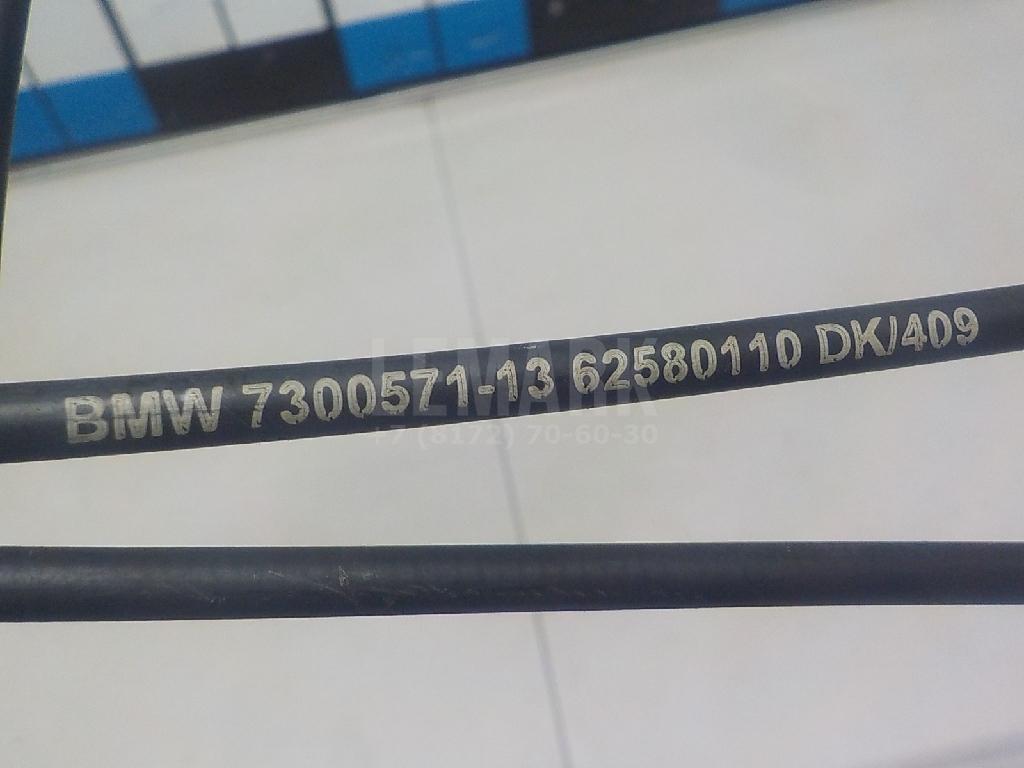 BMW 7300571-13 62580110 DK/409
LEMARK
+7 (8172) 70-60-30